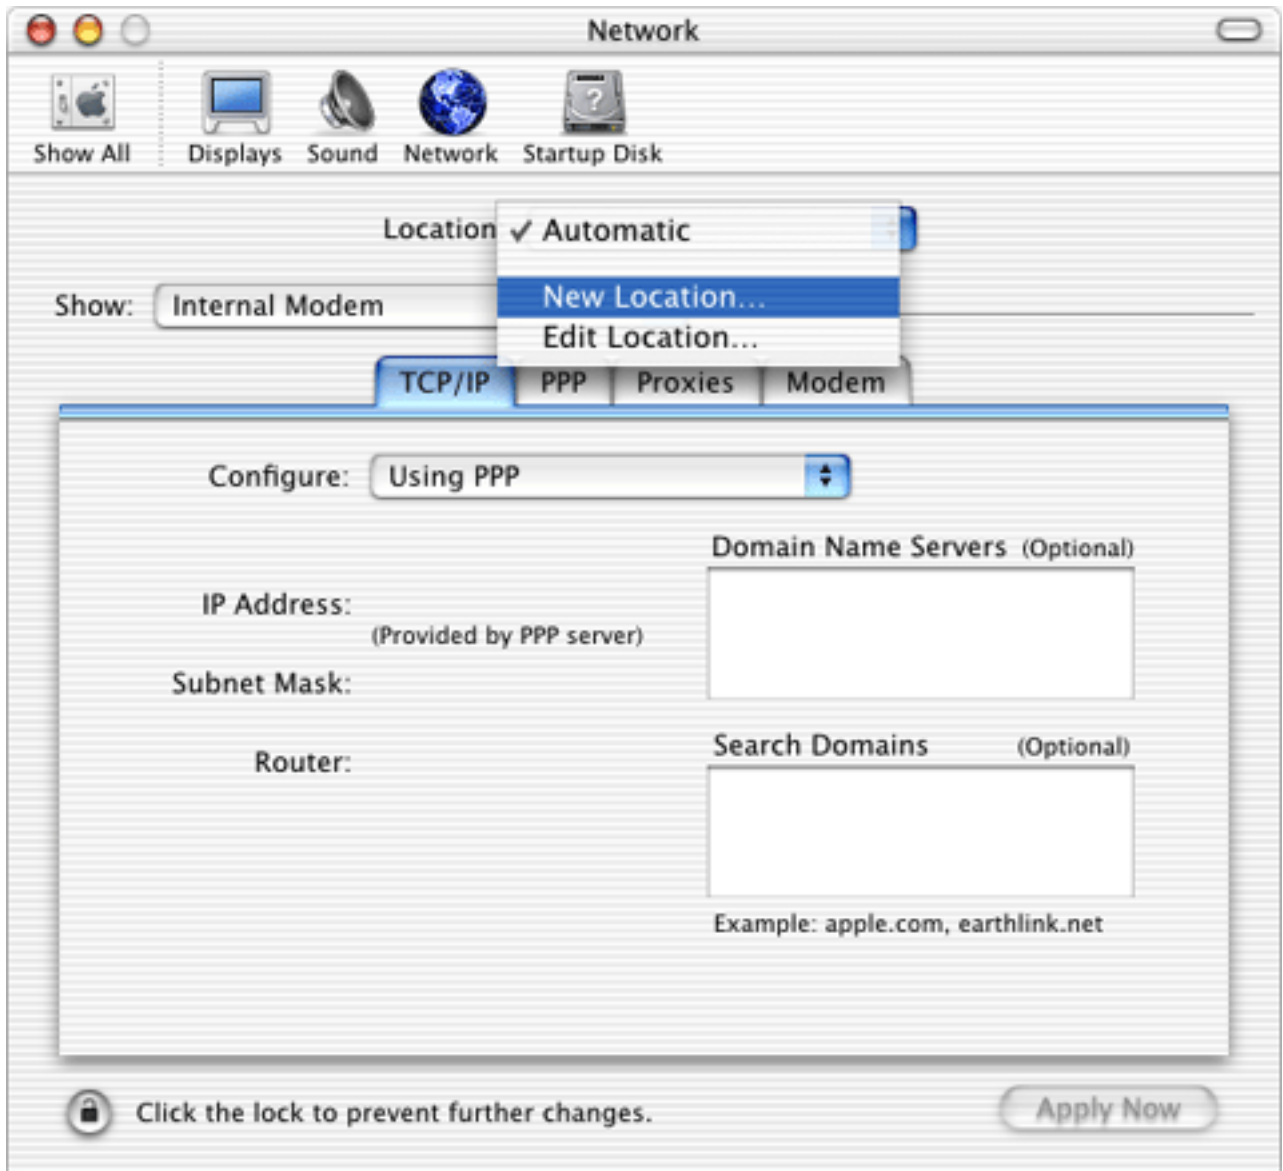 Network
Show All Displays Sound Network Startup Disk
Location ✓ Automatic
New Location...
Show: Internal Modem
Edit Location...
TCP/IP PPP Proxies Modem
Configure: Using PPP
Domain Name Servers (Optional)
IP Address:
(Provided by PPP server)
Subnet Mask:
Search Domains (Optional)
Router:
Example: apple.com, earthlink.net
Click the lock to prevent further changes.
Apply Now